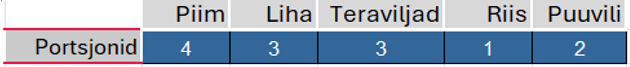 Piim Liha Teraviljad Riis Puuvili
Portsjonid 4 3 3 1 2